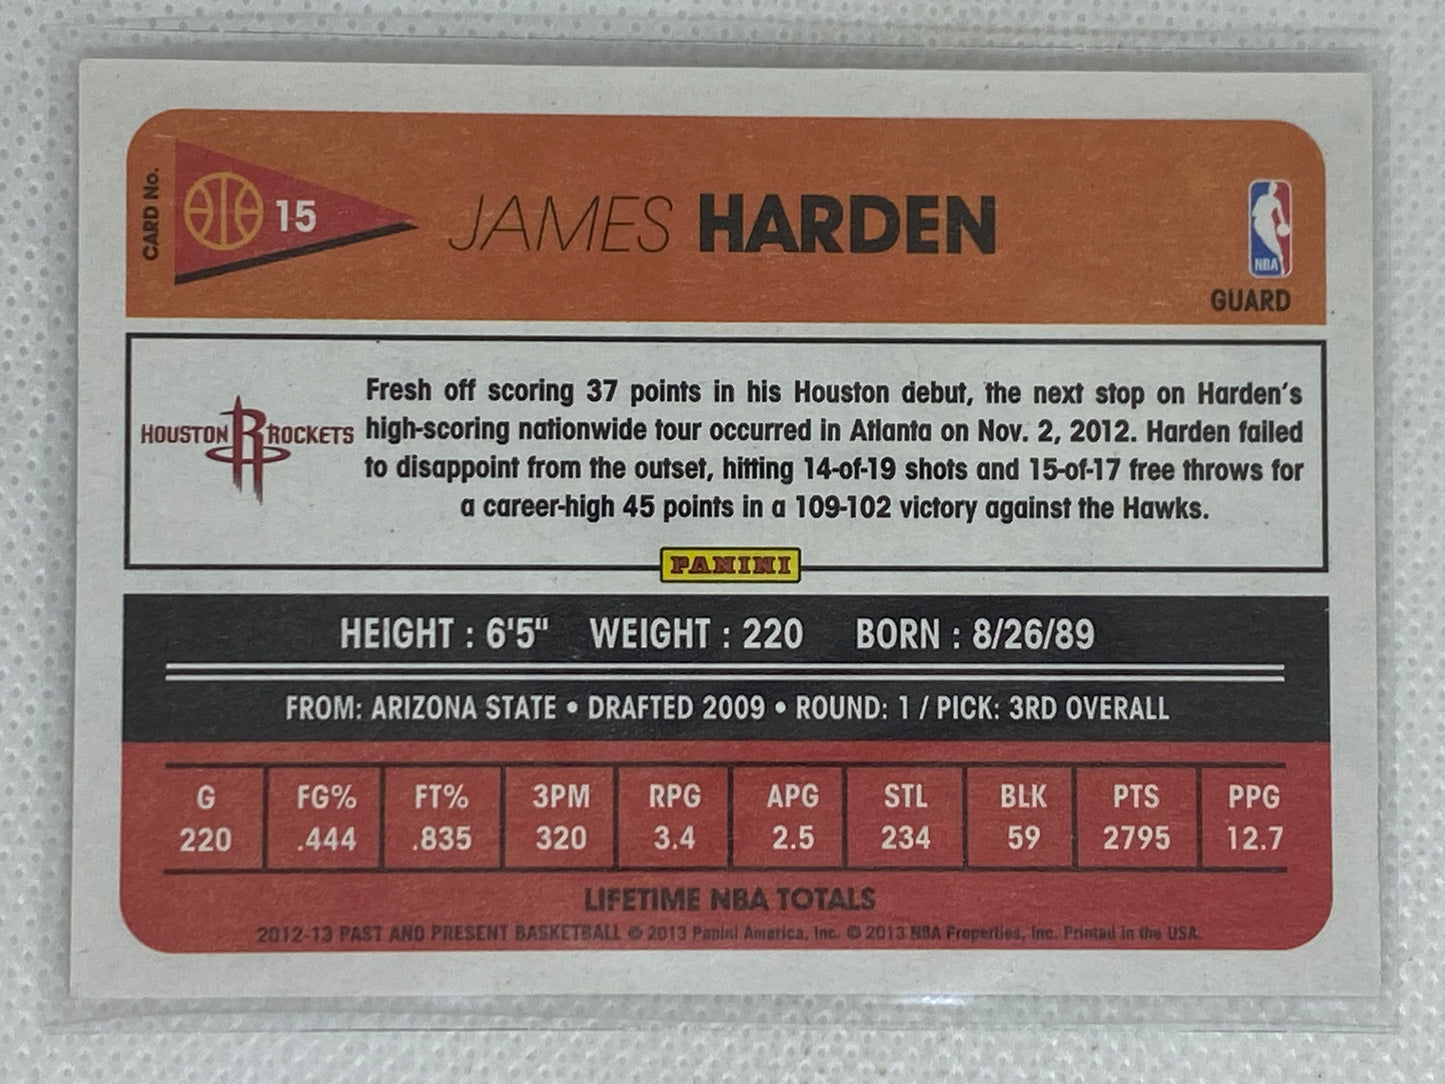 CARD No.
15
JAMES HARDEN
NBA
GUARD
HOUSTON R ROCKETS
Fresh off scoring 37 points in his Houston debut, the next stop on Harden's
high-scoring nationwide tour occurred in Atlanta on Nov. 2, 2012. Harden failed
to disappoint from the outset, hitting 14-of-19 shots and 15-of-17 free throws for
a career-high 45 points in a 109-102 victory against the Hawks.
PANINI
HEIGHT : 6'5" WEIGHT : 220 BORN : 8/26/89
FROM: ARIZONA STATE • DRAFTED 2009 • ROUND: 1 / PICK: 3RD OVERALL
G FG% FT% 3PM RPG APG STL BLK PTS PPG
220 .444 .835 320 3.4 2.5 234 59 2795 12.7
LIFETIME NBA TOTALS
2012-13 PAST AND PRESENT BASKETBALL © 2013 Panini America, Inc. © 2013 NBA Properties, Inc. Printed in the USA.